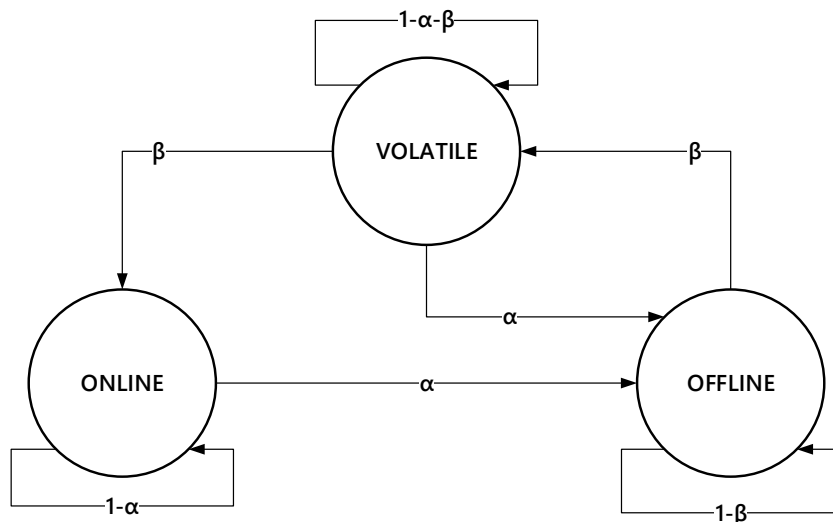 1-α-β
β
VOLATILE
β
α
ONLINE
α
OFFLINE
1-α
1-β